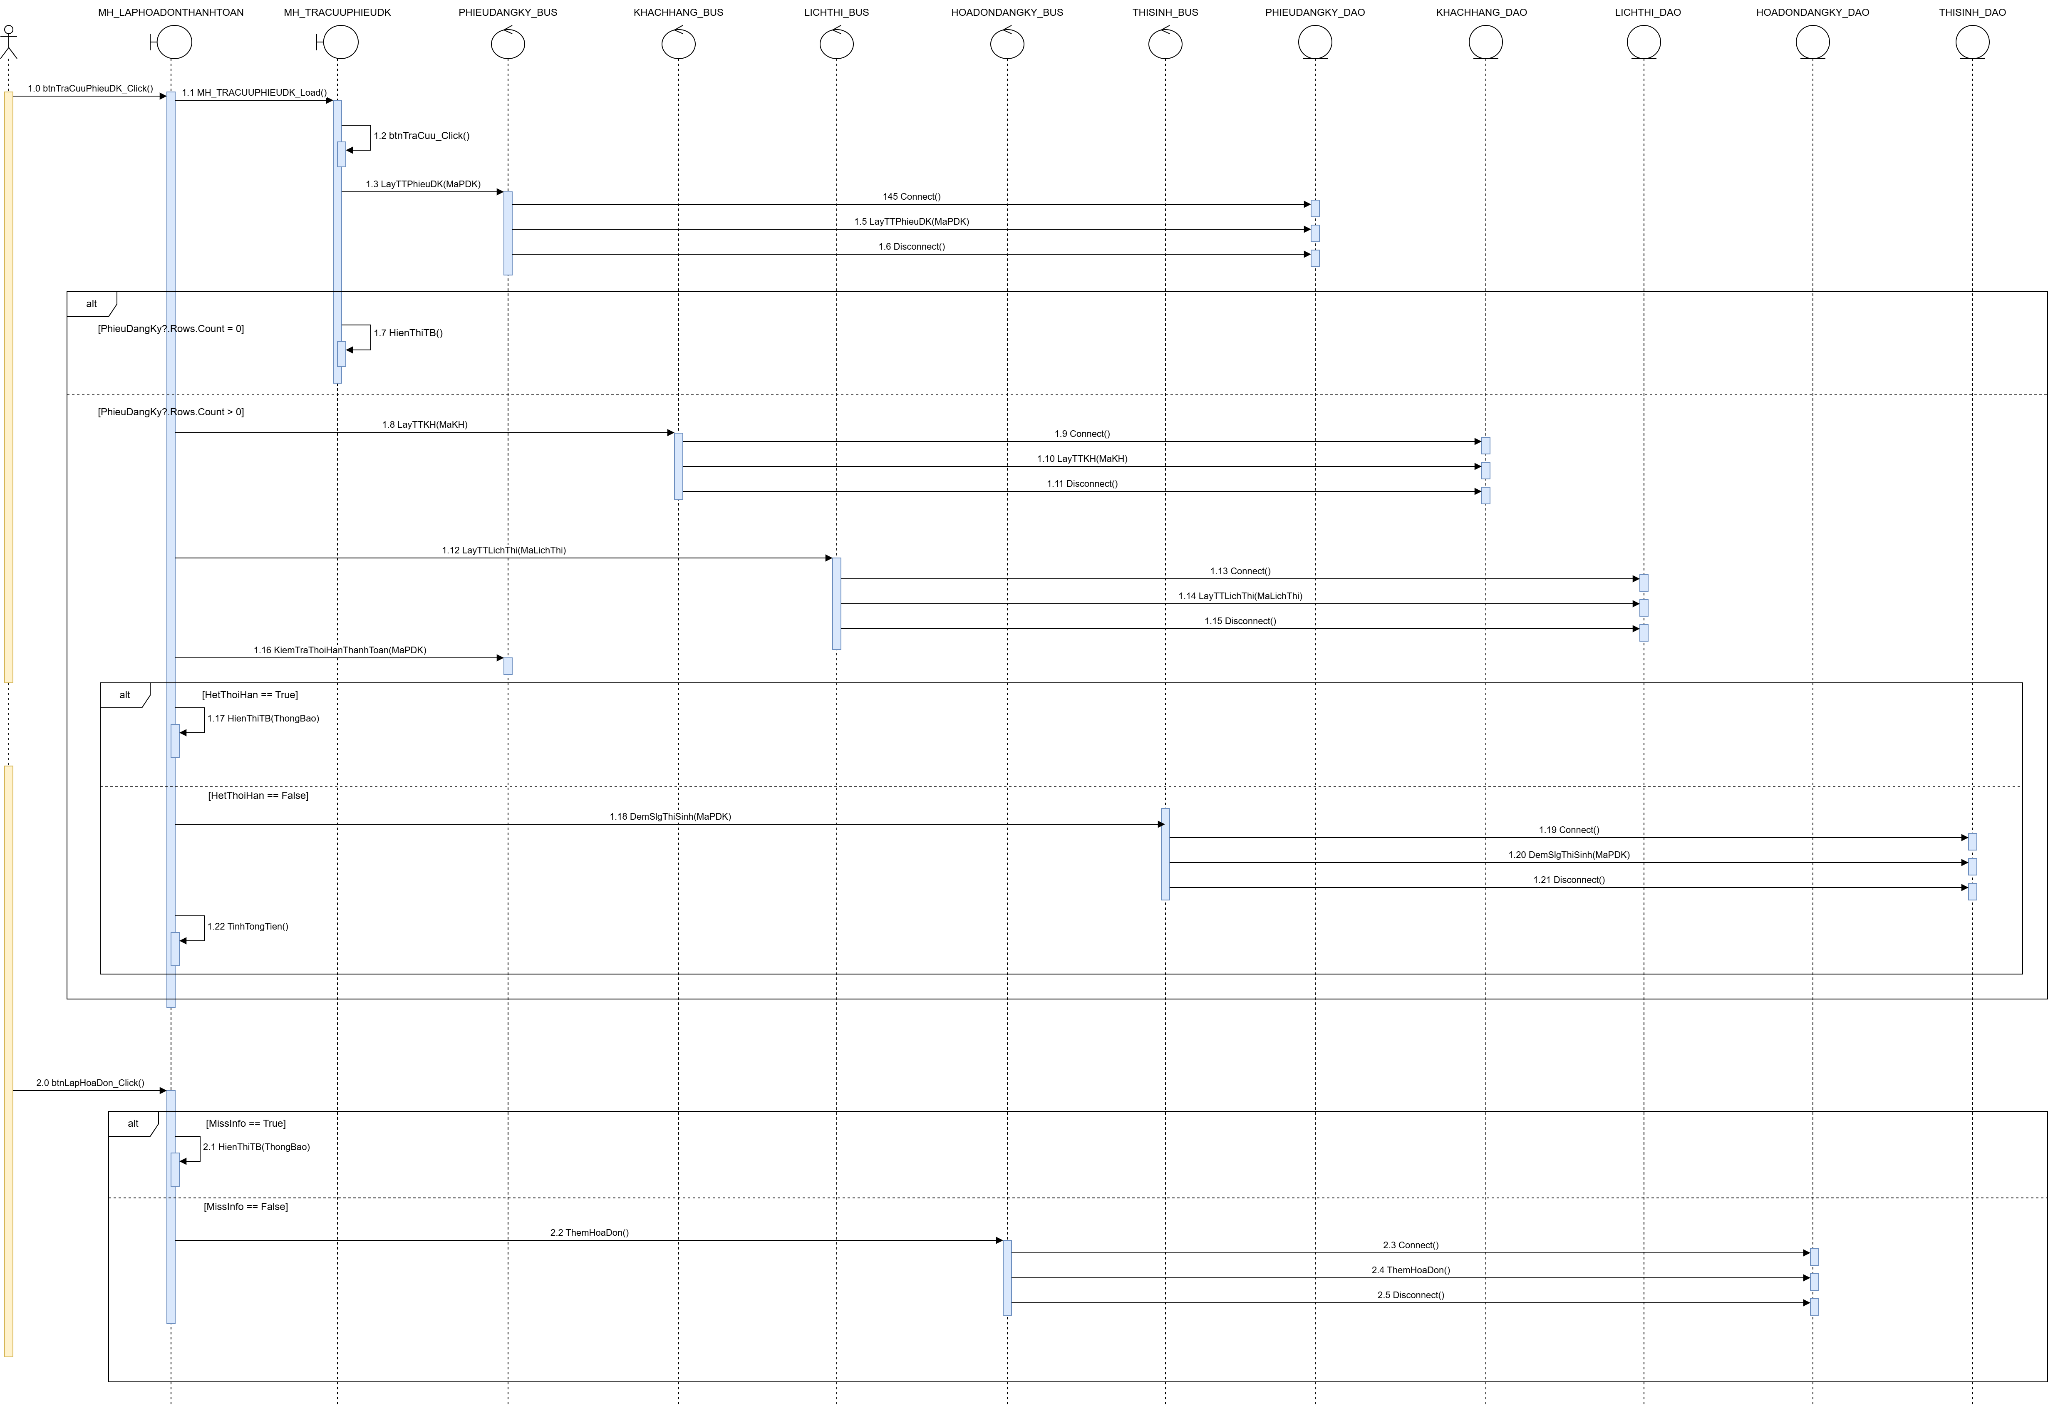 MH_LAPHOADONTHANHTOAN
MH_TRACUUPHIEUDK
PHIEUDANGKY_BUS
KHACHHANG_BUS
LICHTHI_BUS
HOADONDANGKY_BUS
THISINH_BUS
PHIEUDANGKY_DAO
KHACHHANG_DAO
LICHTHI_DAO
HOADONDANGKY_DAO
THISINH_DAO
1.0 btnTraCuuPhieuDK_Click()
1.1 MH_TRACUUPHIEUDK_Load()
1.2 btnTraCuu_Click()
1.3 LayTTPhieuDK(MaPDK)
145 Connect()
1.5 LayTTPhieuDK(MaPDK)
1.6 Disconnect()
alt
[PhieuDangKy?.Rows.Count = 0]
1.7 HienThiTB()
[PhieuDangKy?.Rows.Count > 0]
1.8 LayTTKH(MaKH)
1.9 Connect()
1.10 LayTTKH(MaKH)
1.11 Disconnect()
1.12 LayTTLichThi(MaLichThi)
1.13 Connect()
1.14 LayTTLichThi(MaLichThi)
1.15 Disconnect()
1.16 KiemTraThoiHanThanhToan(MaPDK)
alt
[HetThoiHan == True]
1.17 HienThiTB(ThongBao)
[HetThoiHan == False]
1.18 DemSlgThiSinh(MaPDK)
1.19 Connect()
1.20 DemSlgThiSinh(MaPDK)
1.21 Disconnect()
1.22 TinhTongTien()
2.0 btnLapHoaDon_Click()
alt
[MissInfo == True]
2.1 HienThiTB(ThongBao)
[MissInfo == False]
2.2 ThemHoaDon()
2.3 Connect()
2.4 ThemHoaDon()
2.5 Disconnect()